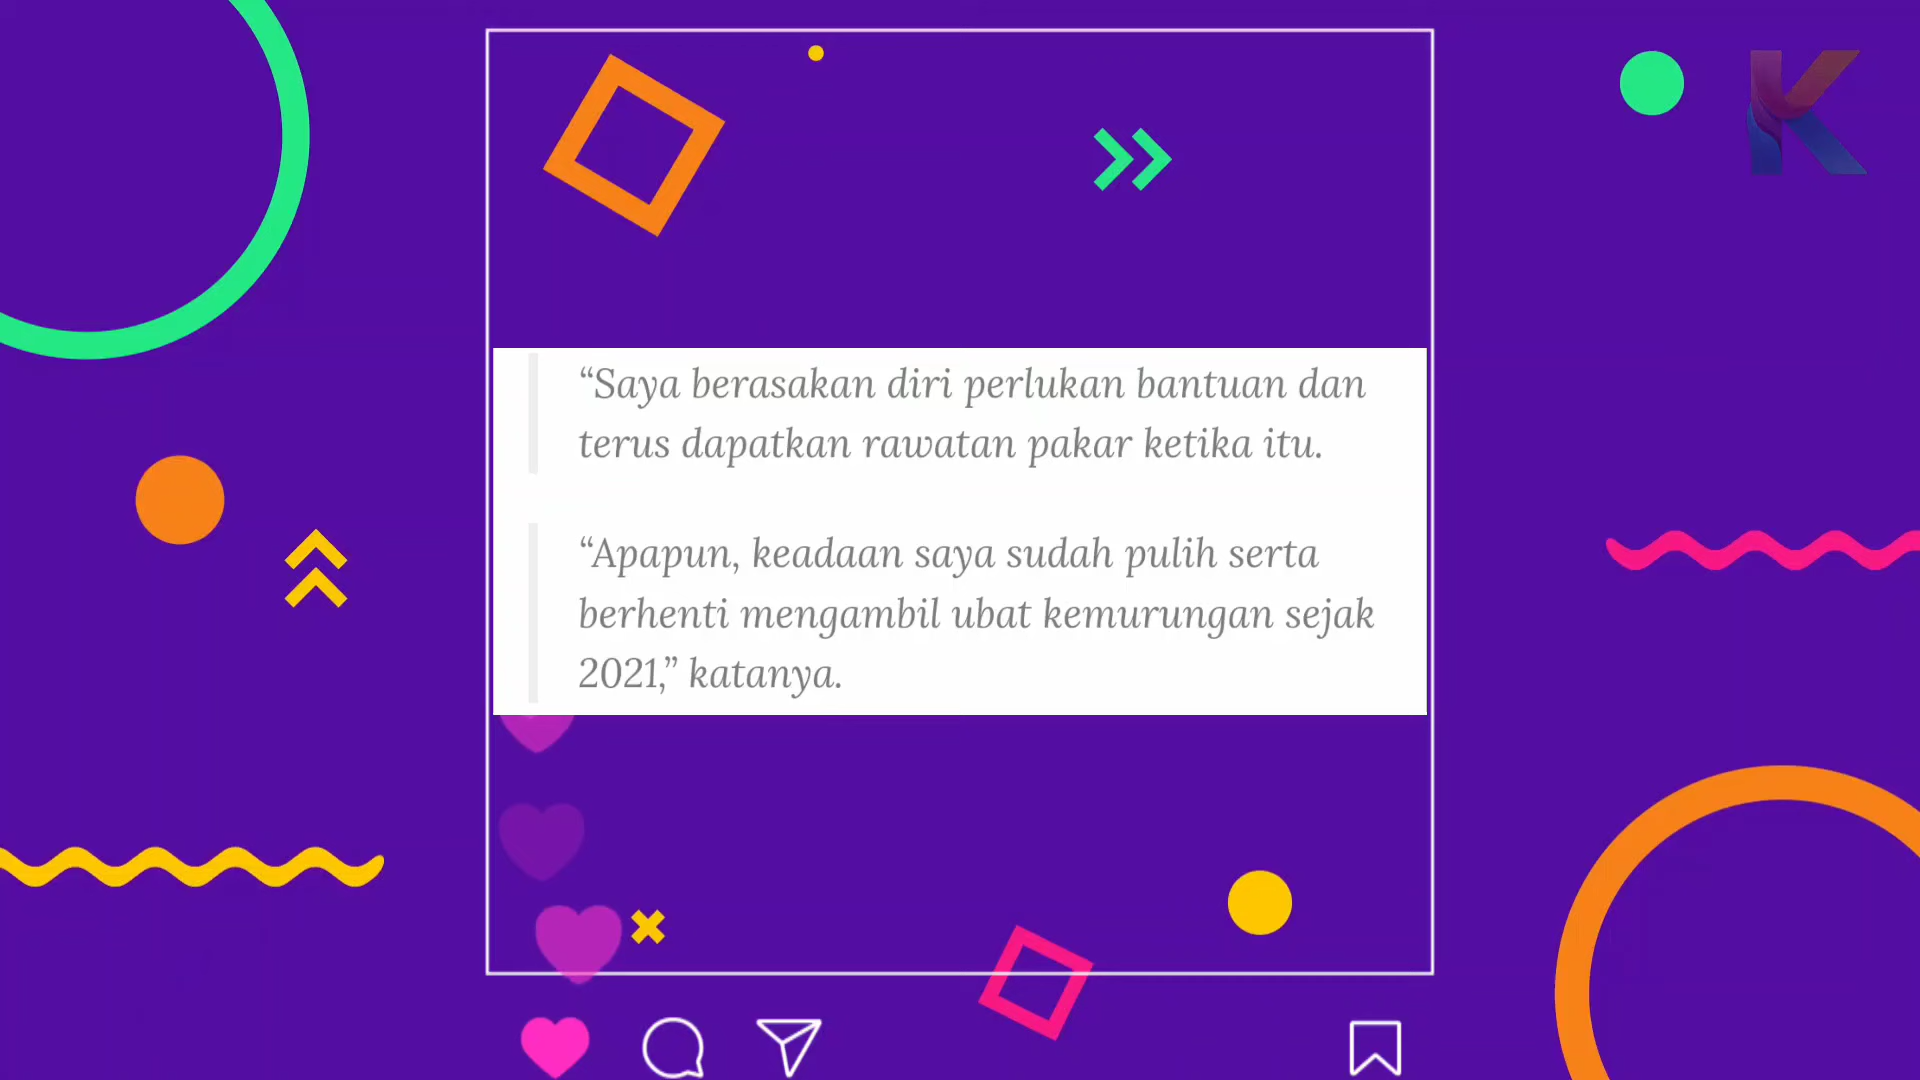 “Saya berasakan diri perlukan bantuan dan
terus dapatkan rawatan pakar ketika itu.
“Apapun, keadaan saya sudah pulih serta
berhenti mengambil ubat kemurungan sejak
2021,” katanya.
K